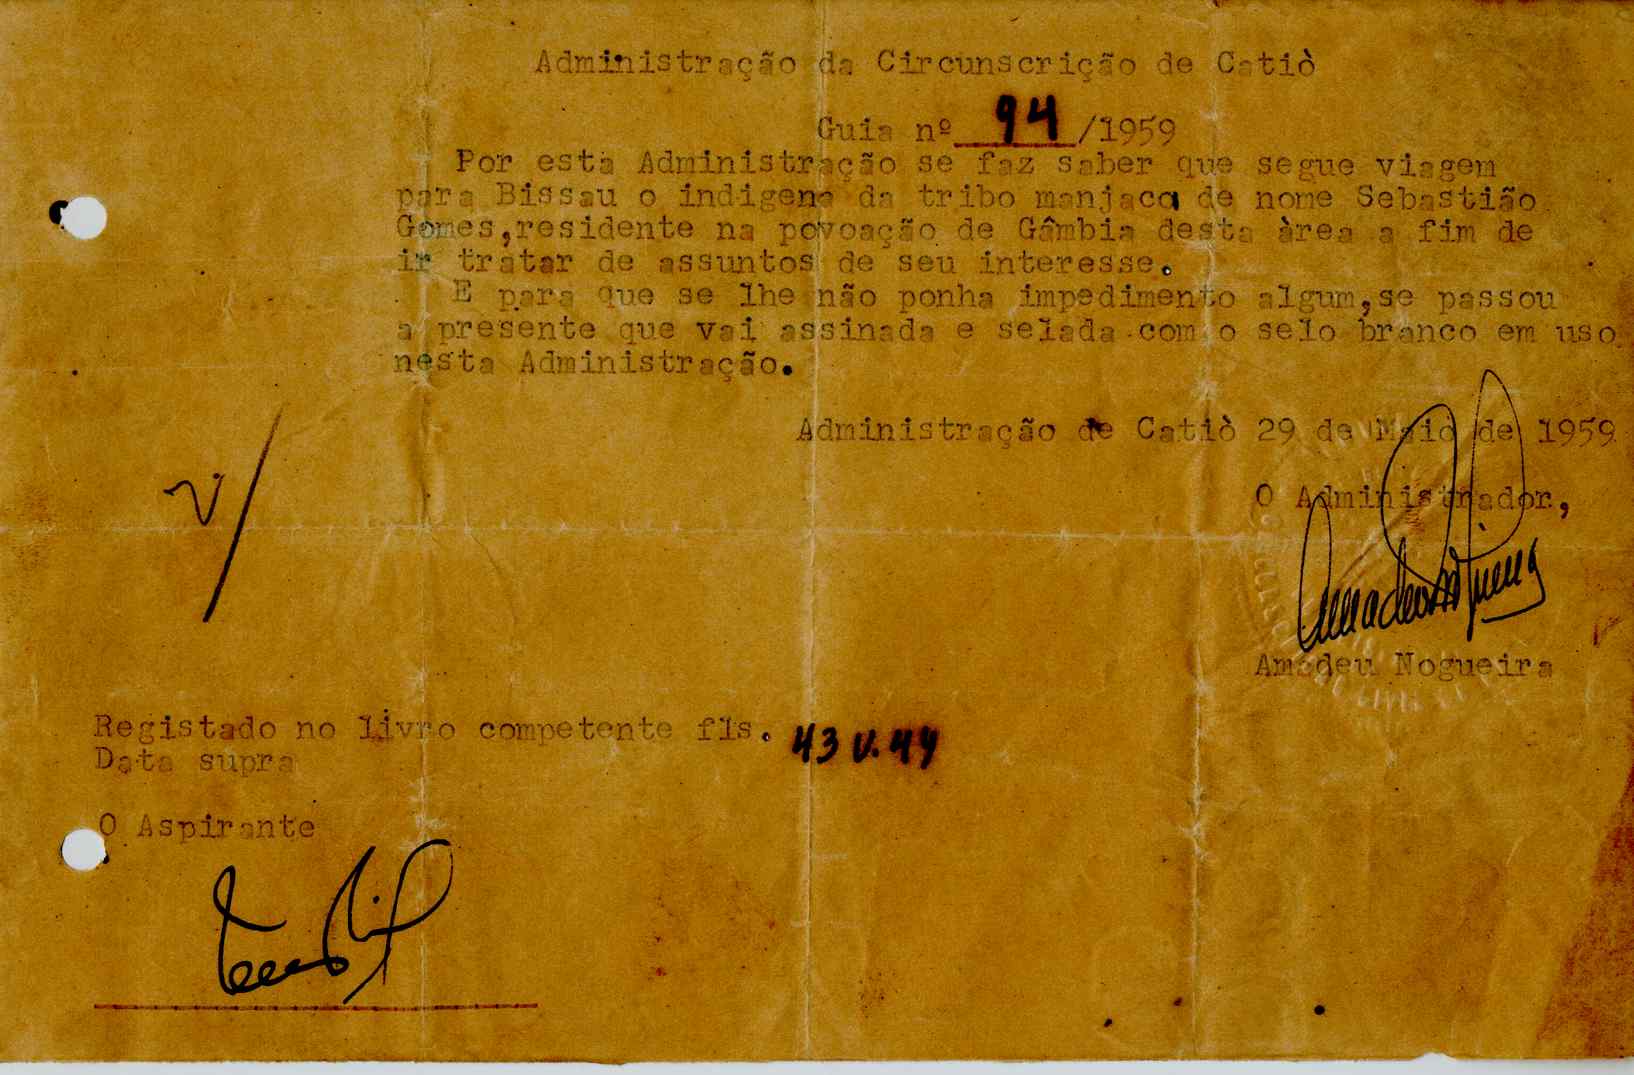 Administração da Circunscrição de Catiò
Guia nº 94/1959
Por esta Administração se faz saber que segue viagem
para Bissau o indigena da tribo manjaca de nome Sebastião
Gomes,residente na povoação de Gâmbia desta àrea a fim de
ir tratar de assuntos de seu interesse.
E para que se lhe não ponha impedimento algum,se passou
a presente que vai assinada e selada com o selo branco em uso
nesta Administração.
Administração de Catiò 29 de Maio de 1959
O Administrador,
Amadeu Nogueira
Amadeu Nogueira
Registado no livro competente fls. 43 v. 44
Data supra
O Aspirante